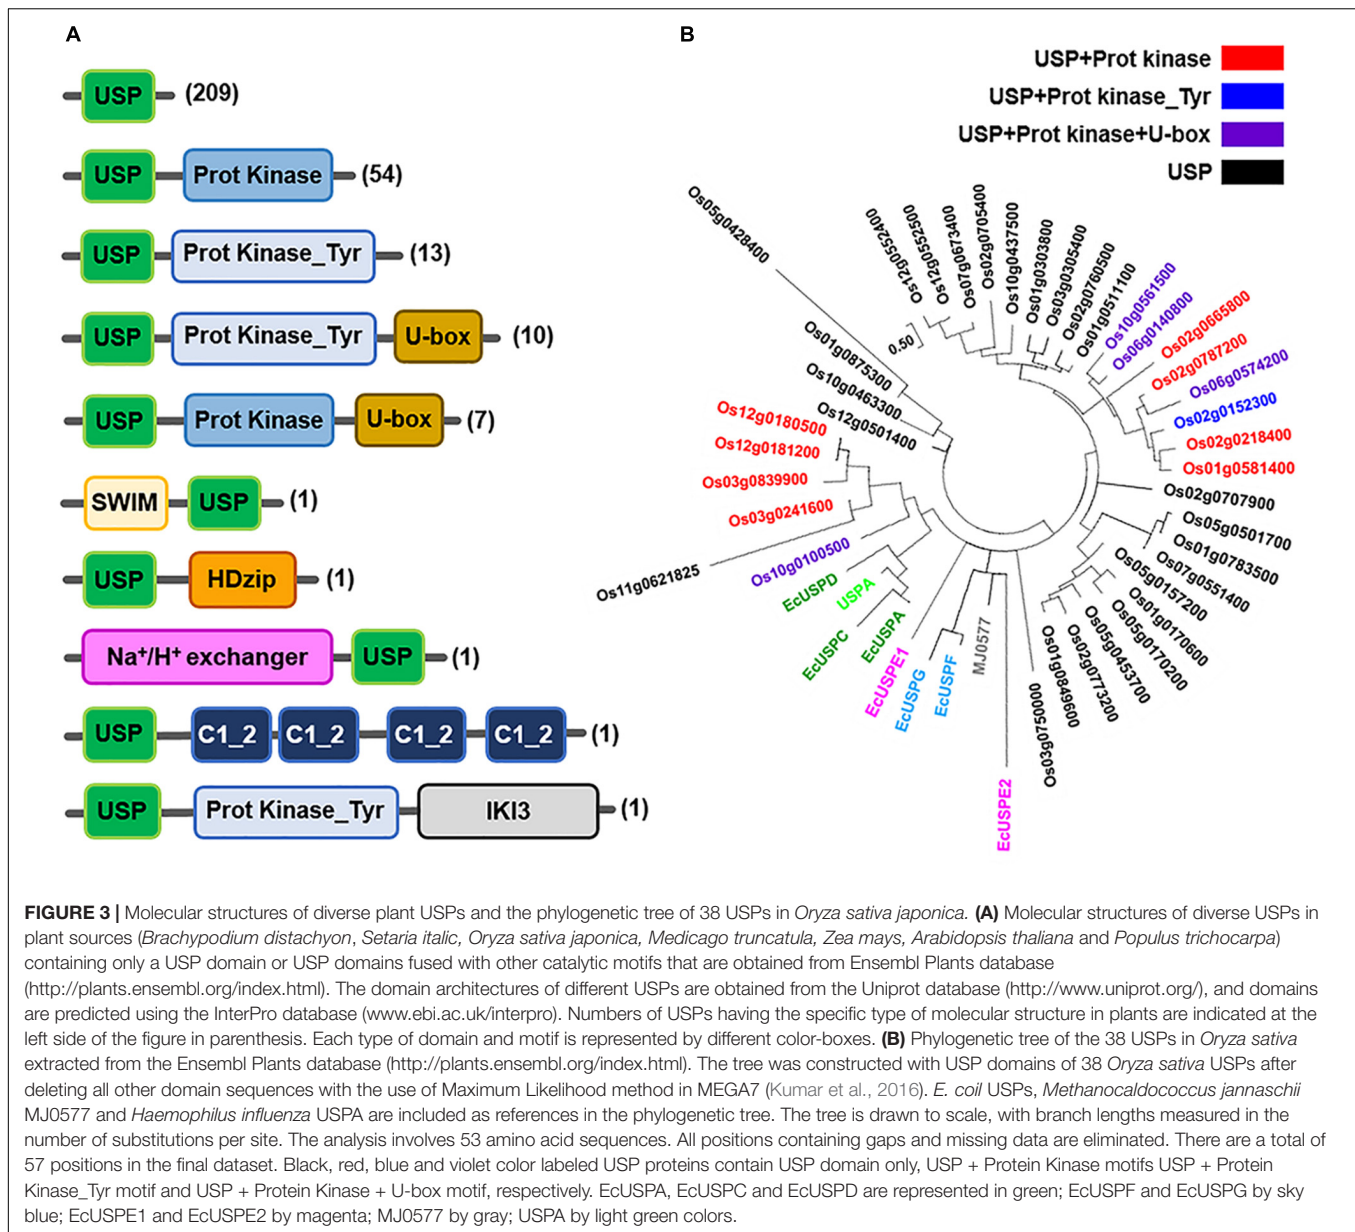 A
USP (209)
USP Prot Kinase (54)
USP Prot Kinase_Tyr (13)
USP Prot Kinase_Tyr U-box (10)
USP Prot Kinase U-box (7)
SWIM USP (1)
USP HDzip (1)
Na+/H+ exchanger USP (1)
USP C1_2 C1_2 C1_2 C1_2 (1)
USP Prot Kinase_Tyr IKI3 (1)
B
USP+Prot kinase
USP+Prot kinase_Tyr
USP+Prot kinase+U-box
USP
0.50
Os05g0428400
Os12g0552400
Os12g0552500
Os07g0673400
Os02g0705400
Os10g0437500
Os01g0303800
Os03g0305400
Os02g0760500
Os01g0511100
Os10g0561500
Os06g0140800
Os02g0665800
Os02g0787200
Os06g0574200
Os02g0152300
Os02g0218400
Os01g0581400
Os02g0707900
Os05g0501700
Os01g0783500
Os07g0551400
Os05g0157200
Os01g0170600
Os05g0170200
Os05g0453700
Os02g0773200
Os01g0849600
Os03g0750000
EcUSPE2
MJ0577
EcUSPF
EcUSPG
EcUSPE1
EcUSPA
EcUSPC
USPA
EcUSPD
Os10g0100500
Os11g0621825
Os03g0241600
Os03g0839900
Os12g0181200
Os12g0180500
Os12g0501400
Os10g0463300
Os01g0875300
FIGURE 3 | Molecular structures of diverse plant USPs and the phylogenetic tree of 38 USPs in Oryza sativa japonica. (A) Molecular structures of diverse USPs in
plant sources (Brachypodium distachyon, Setaria italic, Oryza sativa japonica, Medicago truncatula, Zea mays, Arabidopsis thaliana and Populus trichocarpa)
containing only a USP domain or USP domains fused with other catalytic motifs that are obtained from Ensembl Plants database
(http://plants.ensembl.org/index.html). The domain architectures of different USPs are obtained from the Uniprot database (http://www.uniprot.org/), and domains
are predicted using the InterPro database (www.ebi.ac.uk/interpro). Numbers of USPs having the specific type of molecular structure in plants are indicated at the
left side of the figure in parenthesis. Each type of domain and motif is represented by different color-boxes. (B) Phylogenetic tree of the 38 USPs in Oryza sativa
extracted from the Ensembl Plants database (http://plants.ensembl.org/index.html). The tree was constructed with USP domains of 38 Oryza sativa USPs after
deleting all other domain sequences with the use of Maximum Likelihood method in MEGA7 (Kumar et al., 2016). E. coli USPs, Methanocaldococcus jannaschii
MJ0577 and Haemophilus influenza USPA are included as references in the phylogenetic tree. The tree is drawn to scale, with branch lengths measured in the
number of substitutions per site. The analysis involves 53 amino acid sequences. All positions containing gaps and missing data are eliminated. There are a total of
57 positions in the final dataset. Black, red, blue and violet color labeled USP proteins contain USP domain only, USP + Protein Kinase motifs USP + Protein
Kinase_Tyr motif and USP + Protein Kinase + U-box motif, respectively. EcUSPA, EcUSPC and EcUSPD are represented in green; EcUSPF and EcUSPG by sky
blue; EcUSPE1 and EcUSPE2 by magenta; MJ0577 by gray; USPA by light green colors.